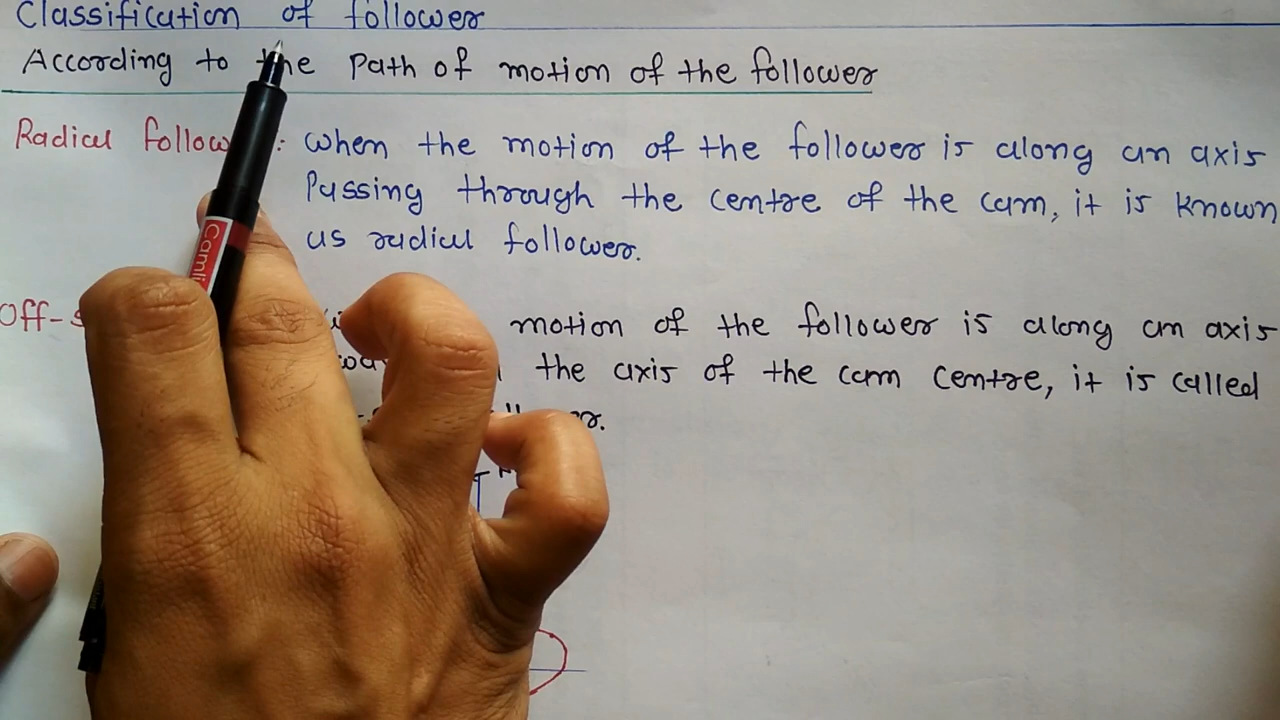 Classification of follower
According to the path of motion of the follower
Radial follow : When the motion of the follower is along an axis
Passing through the centre of the cam, it is known
as radial follower.
Off-s motion of the follower is along an axis
the axis of the cam centre, it is called
Camli